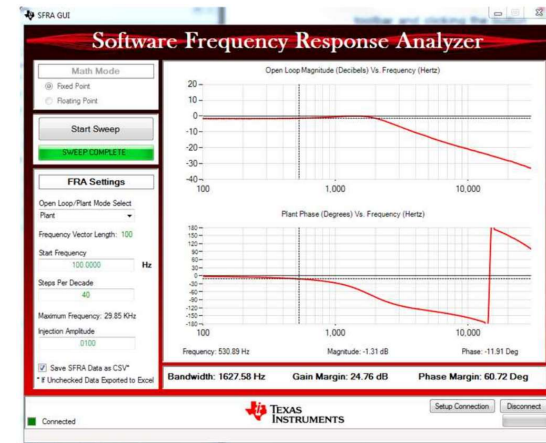 SFRA GUI
toolbar and clicking the button
Software Frequency Response Analyzer
Math Mode
Fixed Point
Floating Point
Start Sweep
SWEEP COMPLETE
FRA Settings
Open Loop/Plant Mode Select
Plant
Frequency Vector Length: 100
Start Frequency
100.0000 Hz
Steps Per Decade
40
Maximum Frequency: 29.85 KHz
Injection Amplitude
.0100
Save SFRA Data as CSV*
* If Unchecked Data Exported to Excel
Open Loop Magnitude (Decibels) Vs. Frequency (Hertz)
20
10
0
-10
-20
-30
-40
100 1,000 10,000
Plant Phase (Degrees) Vs. Frequency (Hertz)
180
150
120
90
60
30
0
-30
-60
-90
-120
-150
-180
100 1,000 10,000
Frequency: 530.89 Hz Magnitude: -1.31 dB Phase: -11.91 Deg
Bandwidth: 1627.58 Hz Gain Margin: 24.76 dB Phase Margin: 60.72 Deg
Connected
TEXAS
INSTRUMENTS
Setup Connection Disconnect